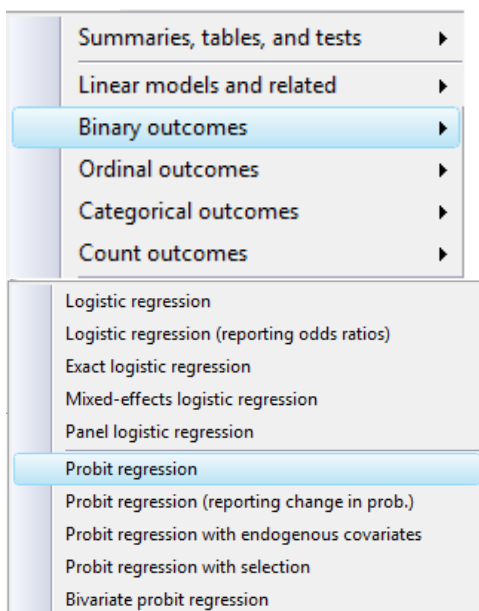 Summaries, tables, and tests
Linear models and related
Binary outcomes
Ordinal outcomes
Categorical outcomes
Count outcomes
Logistic regression
Logistic regression (reporting odds ratios)
Exact logistic regression
Mixed-effects logistic regression
Panel logistic regression
Probit regression
Probit regression (reporting change in prob.)
Probit regression with endogenous covariates
Probit regression with selection
Bivariate probit regression